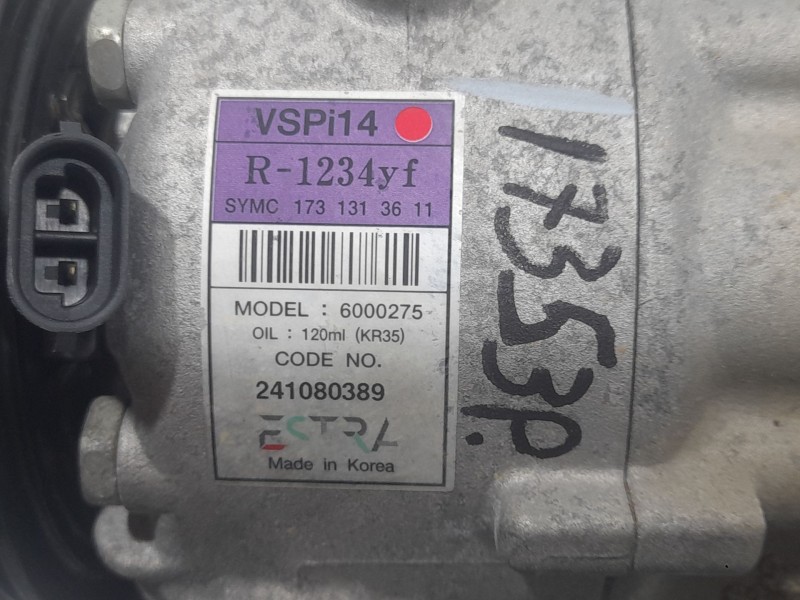 VSPi14
R-1234yf
SYMC 173 131 36 11
MODEL : 6000275
OIL : 120ml (KR35)
CODE NO.
241080389
ESTRA
Made in Korea
17353p.